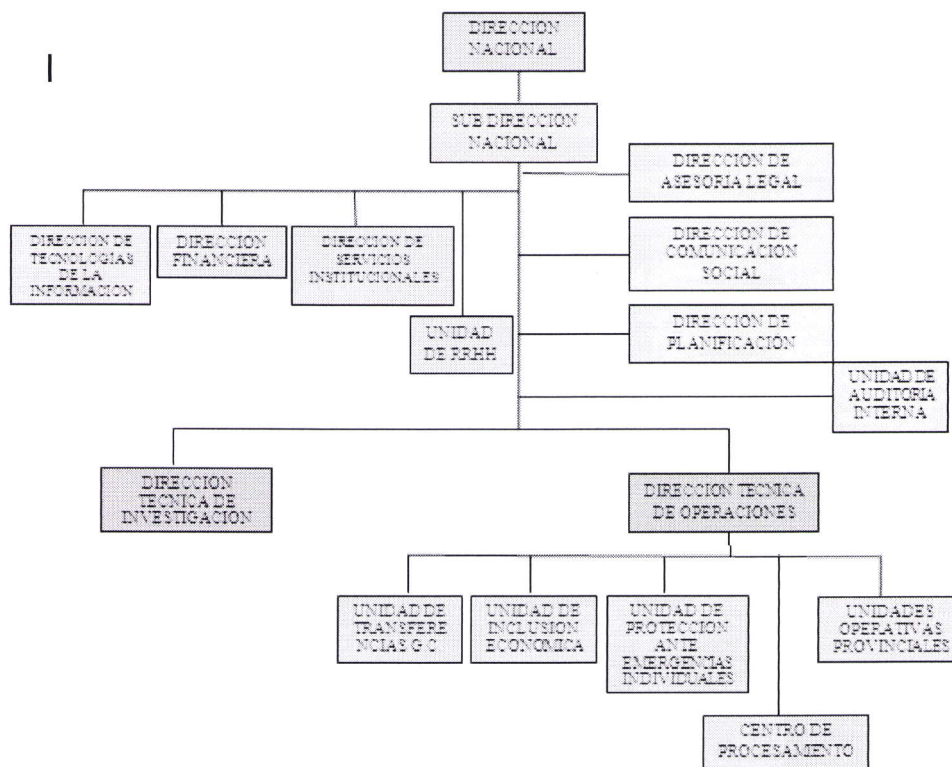 DIRECCION
NACIONAL
SUB DIRECCION
NACIONAL
DIRECCION DE
ASESORIA LEGAL
DIRECCION DE
TECNOLOGIAS
DE LA
INFORMACION
DIRECCION
FINANCIERA
DIRECCION DE
SERVICIOS
INSTITUCIONALES
DIRECCION DE
COMUNICACION
SOCIAL
UNIDAD
DE RRHH
DIRECCION DE
PLANIFICACIÓN
UNIDAD DE
AUDITORIA
INTERNA
DIRECCION
TECNICA DE
INVESTIGACIÓN
DIRECCION TECNICA
DE OPERACIONES
UNIDAD DE
TRANSFERE
NCIAS G C
UNIDAD DE
INCLUSION
ECONOMICA
UNIDAD DE
PROTECCION
ANTE
EMERGENCIAS
INDIVIDUALES
UNIDADES
OPERATIVAS
PROVINCIALES
CENTRO DE
PROCESAMIENTO